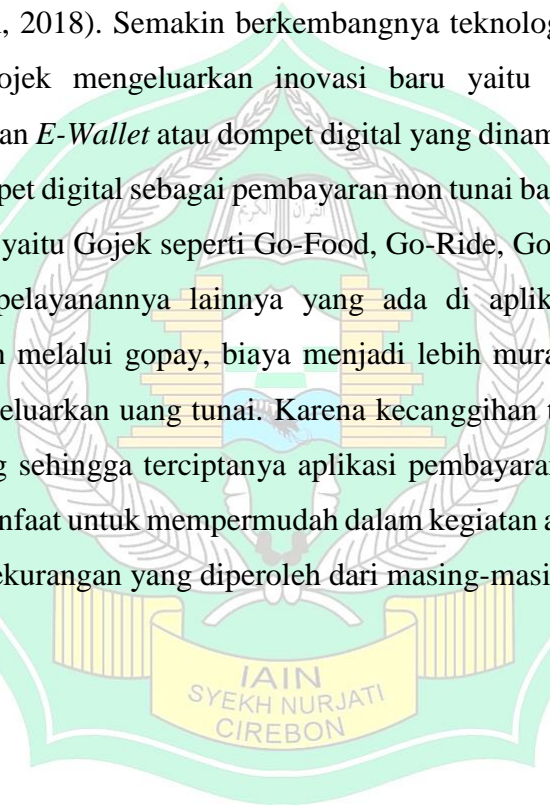 , 2018). Semakin berkembangnya teknolog
ojek mengeluarkan inovasi baru yaitu
an E-Wallet atau dompet digital yang dinam
pet digital sebagai pembayaran non tunai ba
yaitu Gojek seperti Go-Food, Go-Ride, Go
pelayanannya lainnya yang ada di aplik
melalui gopay, biaya menjadi lebih mura
eluarkan uang tunai. Karena kecanggihan t
g sehingga terciptanya aplikasi pembayaran
nfaat untuk mempermudah dalam kegiatan a
ekurangan yang diperoleh dari masing-masi
IAIN
SYEKH NURJATI
CIREBON